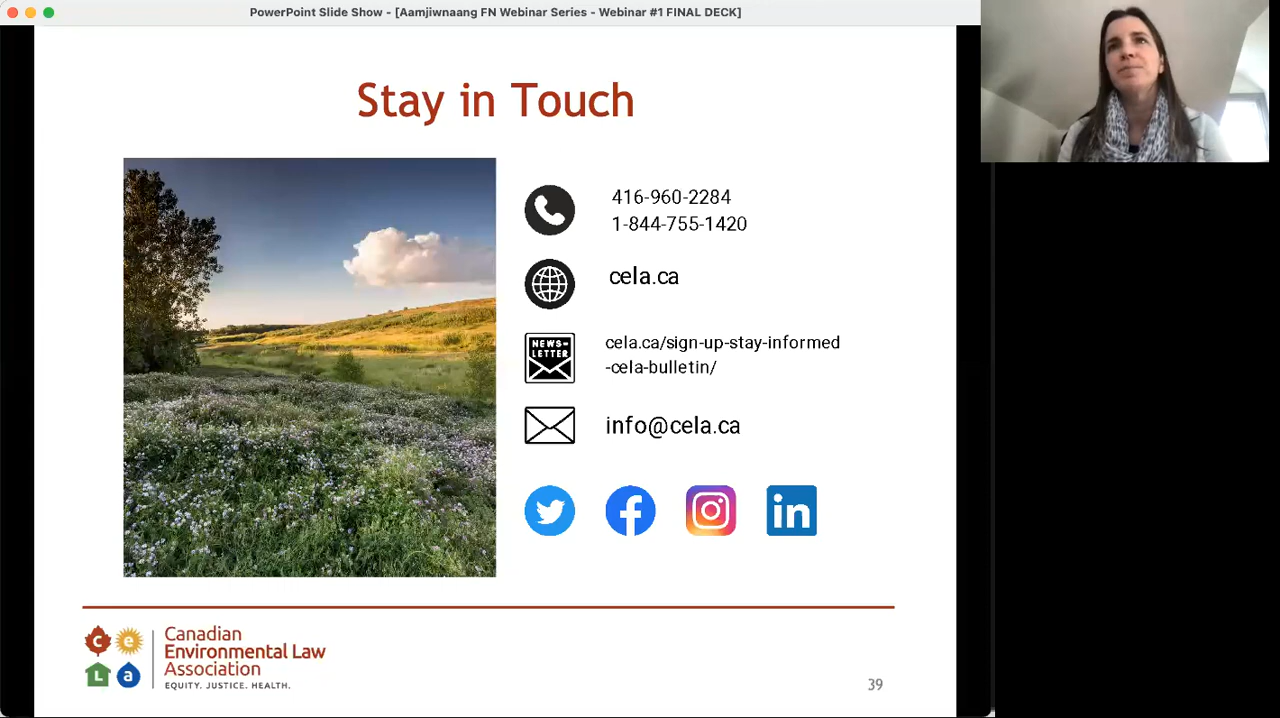 PowerPoint Slide Show - [Aamjiwnaang FN Webinar Series - Webinar #1 FINAL DECK]
Stay in Touch
416-960-2284
1-844-755-1420
cela.ca
NEWS-
LETTER
cela.ca/sign-up-stay-informed
-cela-bulletin/
info@cela.ca
f
in
c e
L a
Canadian
Environmental Law
Association
EQUITY. JUSTICE. HEALTH.
39